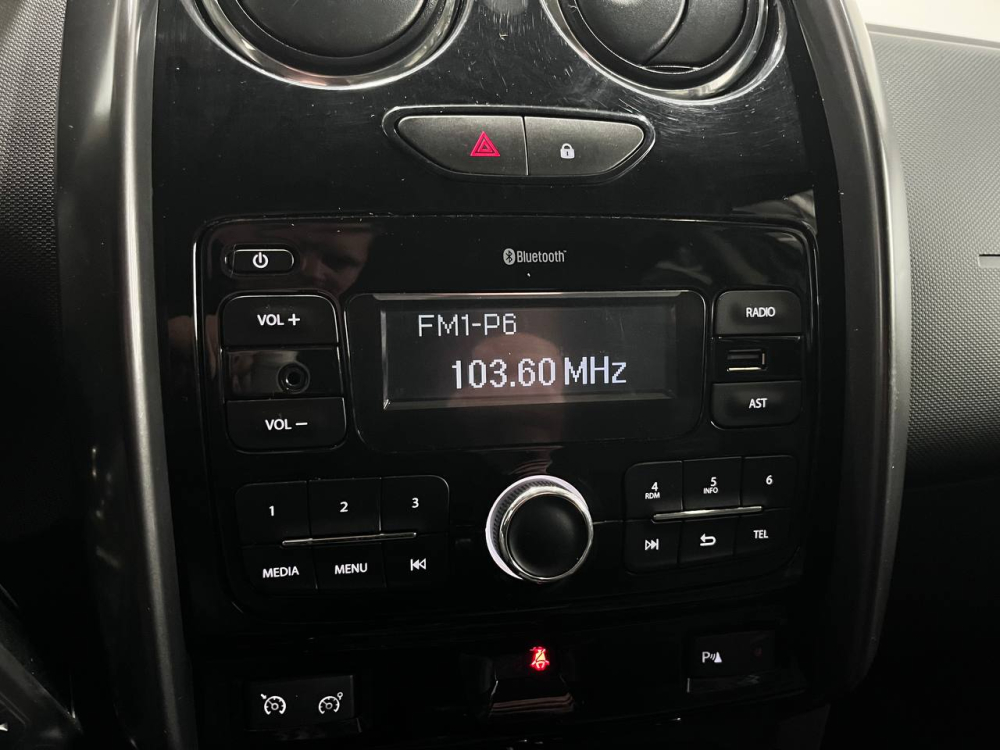 Bluetooth
VOL +
FM1-P6
RADIO
103.60 MHz
VOL −
AST
1
2
3
4
RDM
5
INFO
6
MEDIA
MENU
TEL
P